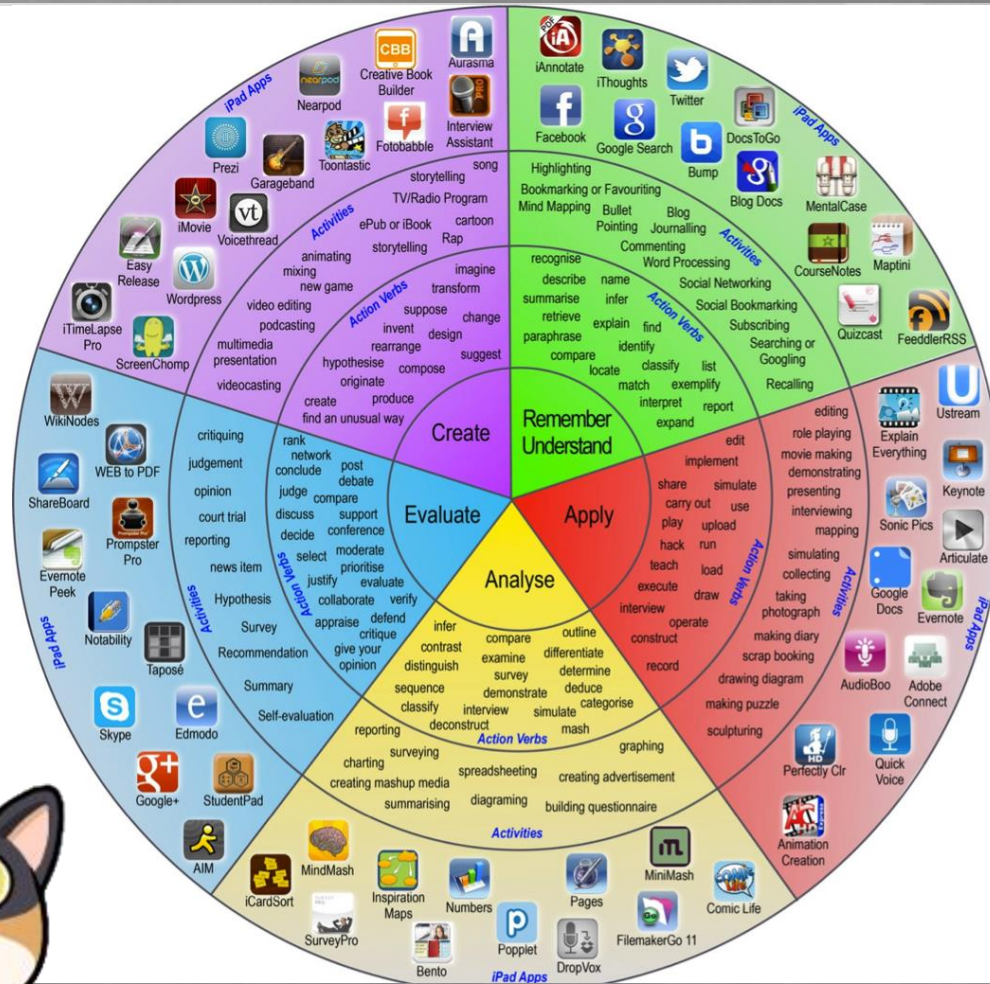 iPad Apps
CBB
Creative Book
Builder
A
Aurasma
nearpod
Nearpod
Fotobabble
PRO
Interview
Assistant
Prezi
Garageband
Toontastic
iMovie
vt
Voicethread
Easy
Release
Wordpress
iTimeLapse
Pro
ScreenChomp
Activities
song
storytelling
TV/Radio Program
ePub or iBook
cartoon
storytelling
Rap
animating
mixing
new game
video editing
podcasting
multimedia
presentation
videocasting
Action Verbs
imagine
transform
suppose
change
invent
design
rearrange
suggest
hypothesise
compose
originate
produce
create
find an unusual way
Create
PDF
iA
iAnnotate
iThoughts
Twitter
iPad Apps
f
Facebook
g
Google Search
DocsToGo
b
Bump
Blog Docs
MentalCase
CourseNotes
Maptini
Quizcast
FeeddlerRSS
Highlighting
Bookmarking or Favouriting
Mind Mapping
Bullet
Pointing
Blog
Journalling
Activities
Commenting
Word Processing
Social Networking
Social Bookmarking
Subscribing
Searching or
Googling
Recalling
recognise
describe
name
Action Verbs
summarise
infer
retrieve
explain
find
paraphrase
identify
compare
classify
list
locate
match
exemplify
interpret
report
expand
Remember
Understand
U
Ustream
Explain
Everything
Keynote
Sonic Pics
Articulate
Google
Docs
Evernote
iPad Apps
AudioBoo
Adobe
Connect
HD
Perfectly Clr
Quick
Voice
Animation
Creation
editing
role playing
movie making
demonstrating
presenting
interviewing
mapping
simulating
collecting
Activities
taking
photograph
making diary
scrap booking
drawing diagram
making puzzle
sculpturing
edit
implement
share
simulate
carry out
use
play
upload
hack
run
Action Verbs
teach
load
execute
draw
interview
operate
construct
record
Apply
Analyse
infer
compare
outline
contrast
examine
differentiate
distinguish
survey
determine
sequence
demonstrate
deduce
classify
interview
simulate
categorise
deconstruct
mash
Action Verbs
reporting
surveying
graphing
charting
spreadsheeting
creating advertisement
creating mashup media
summarising
diagraming
building questionnaire
Activities
MindMash
iCardSort
SurveyPro
Inspiration
Maps
Bento
Numbers
Popplet
Pages
DropVox
MiniMash
Go
FilemakerGo 11
Comic Life
iPad Apps
Evaluate
rank
network
conclude
post
debate
judge
compare
discuss
support
decide
conference
select
moderate
prioritise
Action Verbs
justify
evaluate
collaborate
verify
appraise
defend
critique
give your
opinion
critiquing
judgement
opinion
court trial
reporting
news item
Activities
Hypothesis
Survey
Recommendation
Summary
Self-evaluation
W
WikiNodes
WEB to PDF
ShareBoard
Prompster
Pro
Evernote
Peek
Notability
iPad Apps
Taposé
S
Skype
e
Edmodo
g+
Google+
StudentPad
AIM